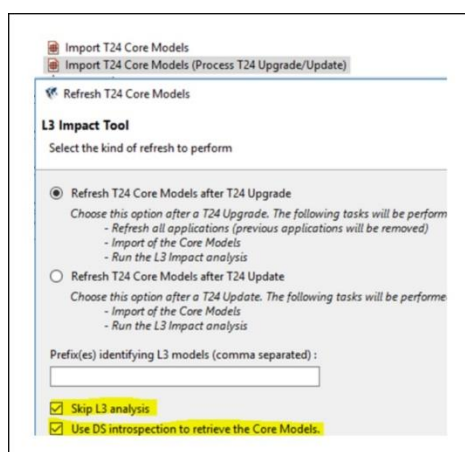 Import T24 Core Models
Import T24 Core Models (Process T24 Upgrade/Update)
Refresh T24 Core Models
L3 Impact Tool
Select the kind of refresh to perform
Refresh T24 Core Models after T24 Upgrade
Choose this option after a T24 Upgrade. The following tasks will be perform
- Refresh all applications (previous applications will be removed)
- Import of the Core Models
- Run the L3 Impact analysis
Refresh T24 Core Models after T24 Update
Choose this option after a T24 Update. The following tasks will be performe
- Import of the Core Models
- Run the L3 Impact analysis
Prefix(es) identifying L3 models (comma separated) :
Skip L3 analysis
Use DS introspection to retrieve the Core Models.